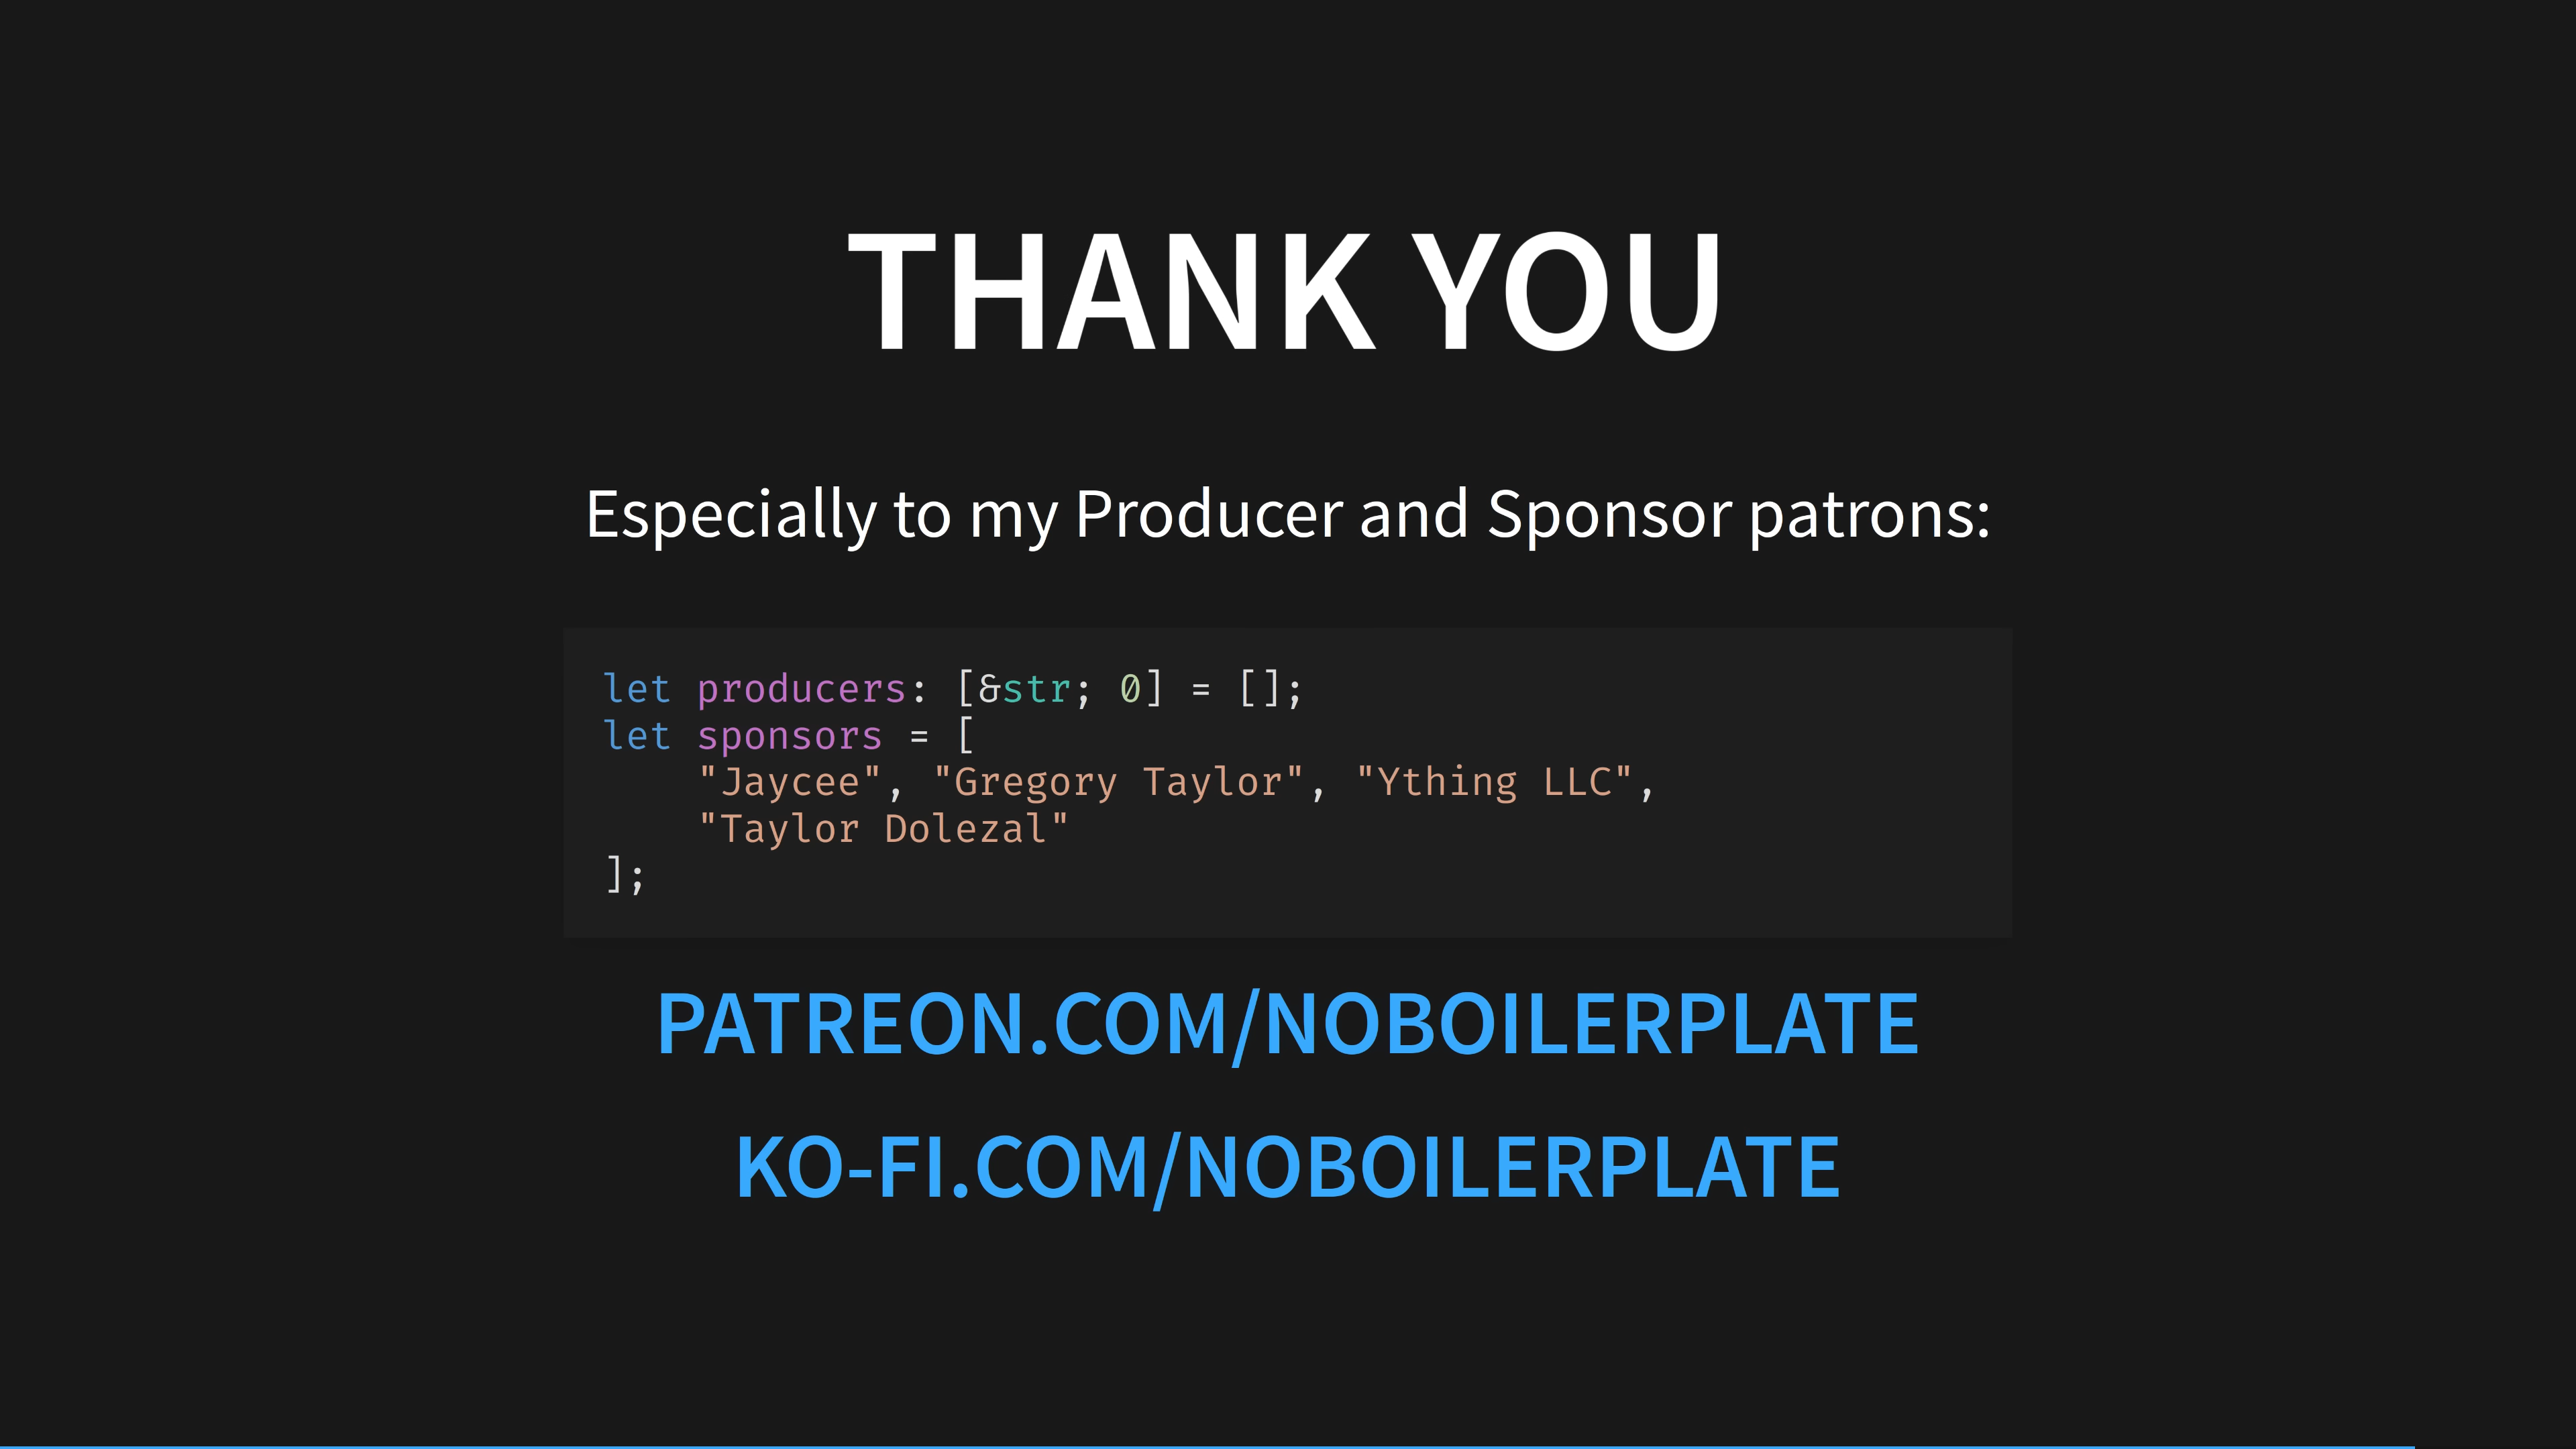 THANK YOU
Especially to my Producer and Sponsor patrons:
let producers: [&str; 0] = [];
let sponsors = [
    "Jaycee", "Gregory Taylor", "Ything LLC",
    "Taylor Dolezal"
];
PATREON.COM/NOBOILERPLATE
KO-FI.COM/NOBOILERPLATE